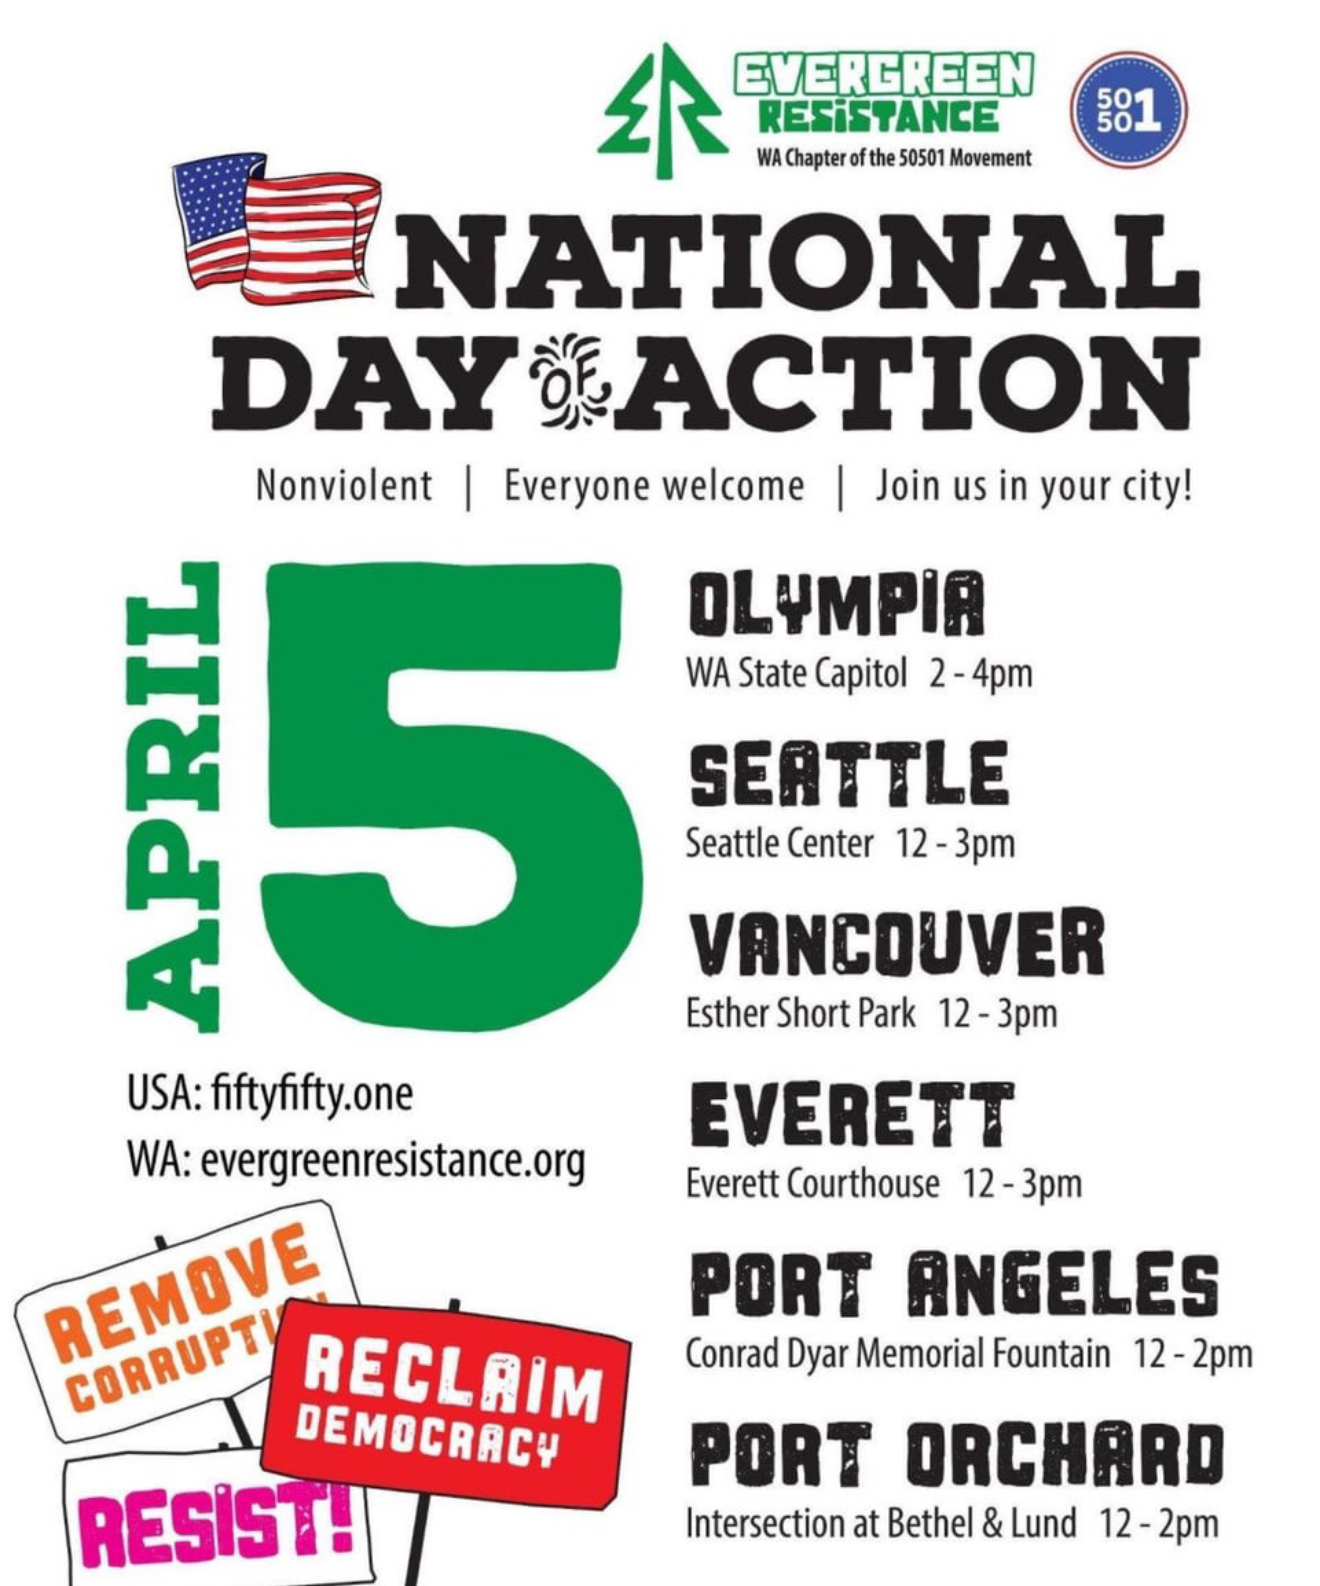 EVERGREEN
RESISTANCE
WA Chapter of the 50501 Movement
50
501
NATIONAL
DAY OF ACTION
Nonviolent | Everyone welcome | Join us in your city!
APRIL
5
USA: fiftyfifty.one
WA: evergreenresistance.org
OLYMPIA
WA State Capitol 2 - 4pm
SEATTLE
Seattle Center 12 - 3pm
VANCOUVER
Esther Short Park 12 - 3pm
EVERETT
Everett Courthouse 12 - 3pm
PORT ANGELES
Conrad Dyar Memorial Fountain 12 - 2pm
PORT ORCHARD
Intersection at Bethel & Lund 12 - 2pm
REMOVE
CORRUPTION
RECLAIM
DEMOCRACY
RESIST!